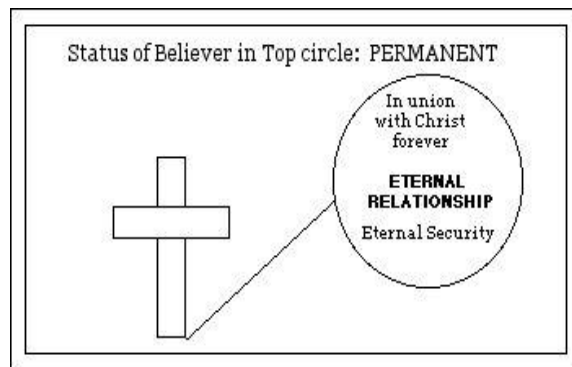 Status of Believer in Top circle: PERMANENT
In union
with Christ
forever
ETERNAL
RELATIONSHIP
Eternal Security